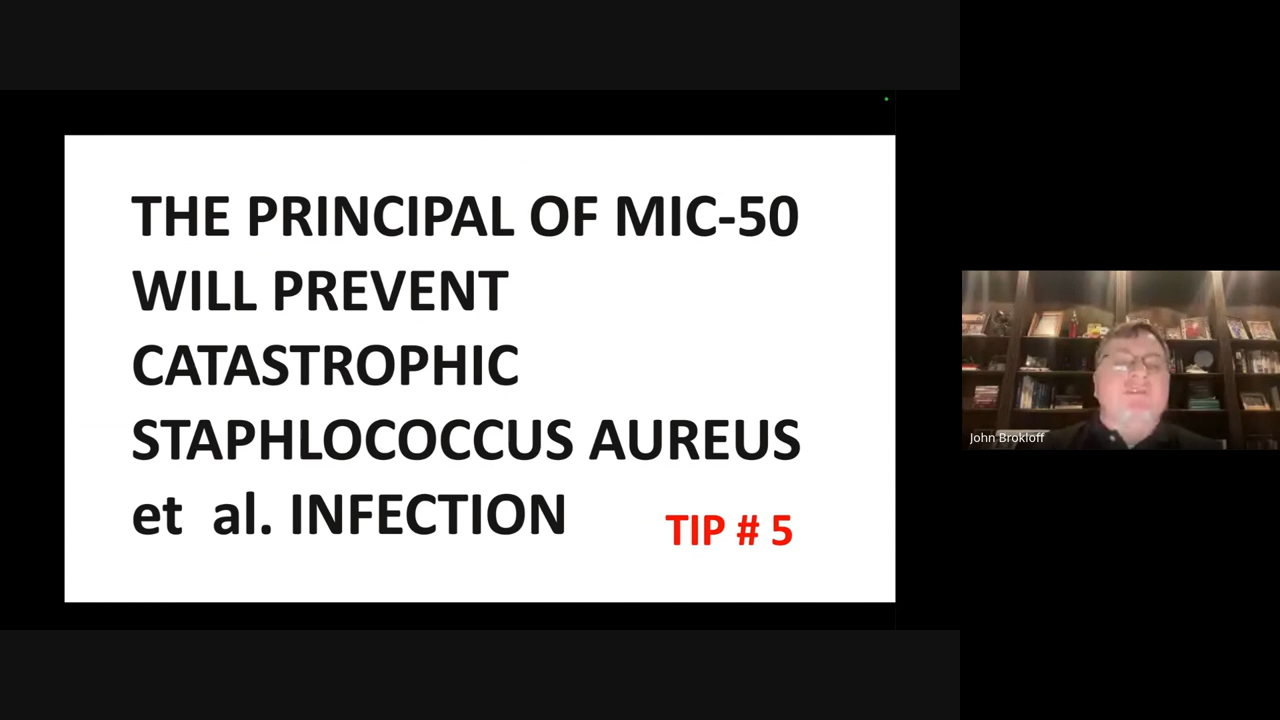 THE PRINCIPAL OF MIC-50
WILL PREVENT
CATASTROPHIC
STAPHLOCOCCUS AUREUS
et al. INFECTION
TIP # 5
John Brokloff